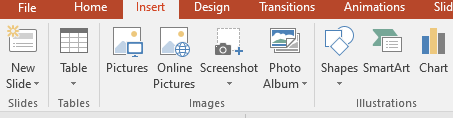 File Home Insert Design Transitions Animations Slid
New Slide Table Pictures Online Pictures Screenshot Photo Album Shapes SmartArt Chart
Slides Tables Images Illustrations